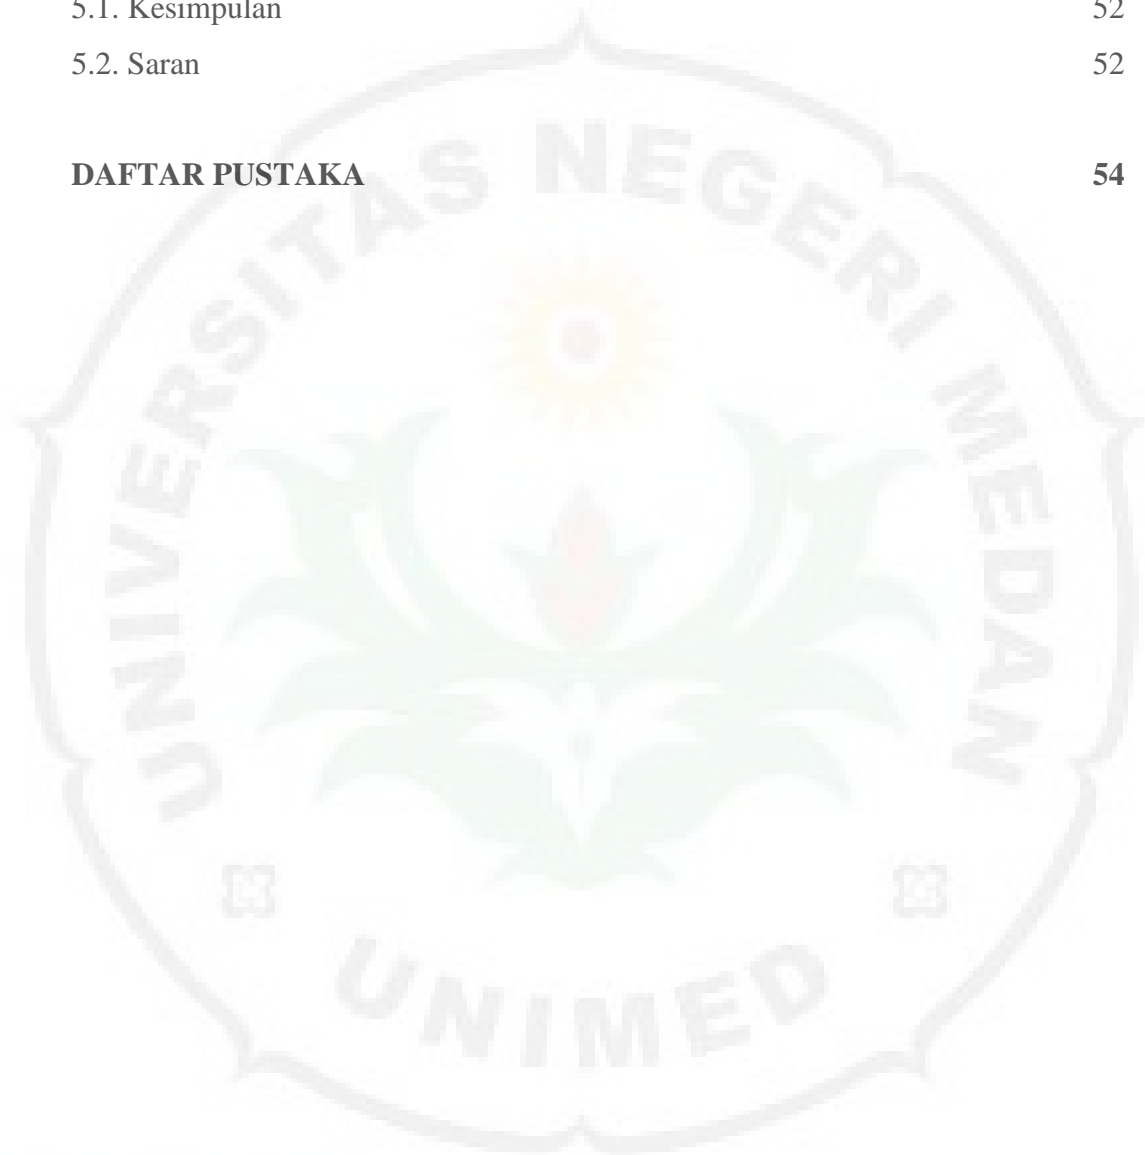 5.1. Kesimpulan 52
5.2. Saran 52
DAFTAR PUSTAKA 54
UNIVERSITAS NEGERI MEDAN
UNIMED